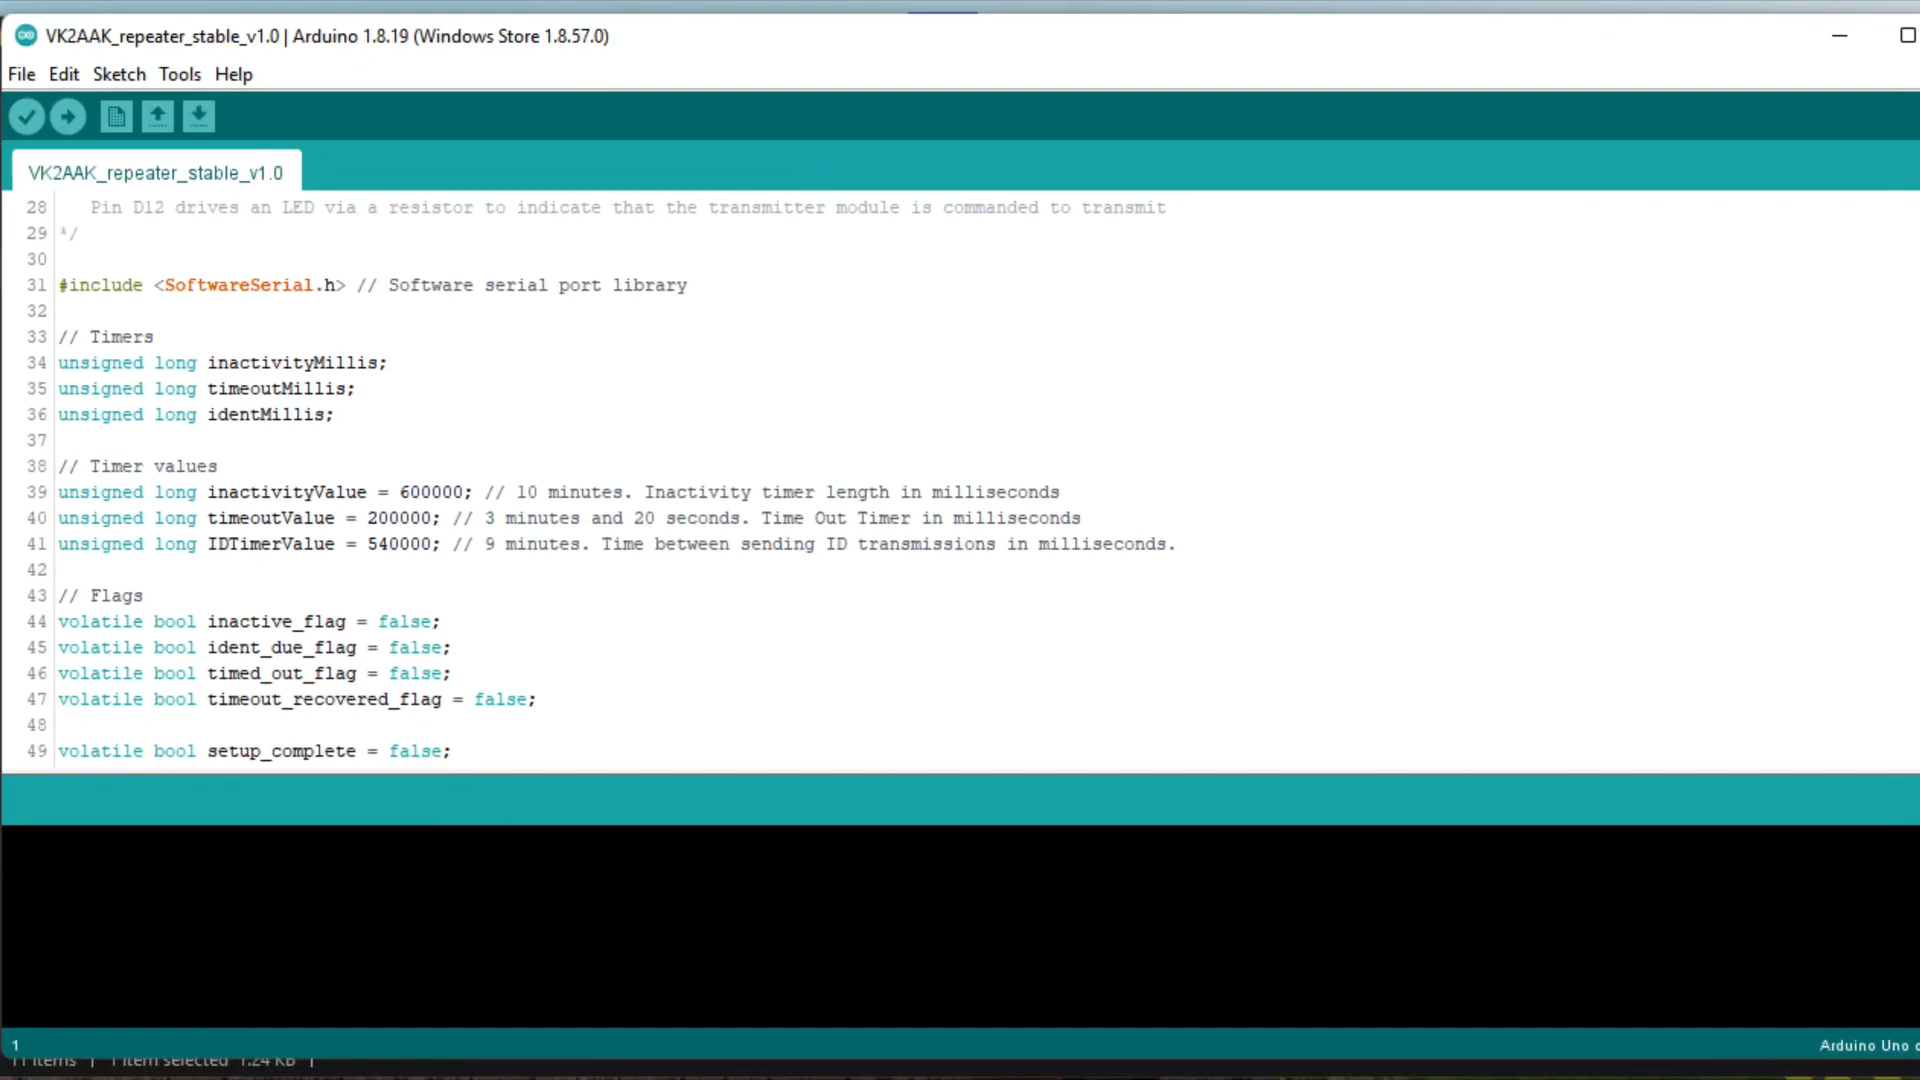 VK2AAK_repeater_stable_v1.0 | Arduino 1.8.19 (Windows Store 1.8.57.0)
File Edit Sketch Tools Help
VK2AAK_repeater_stable_v1.0
28 Pin D12 drives an LED via a resistor to indicate that the transmitter module is commanded to transmit
29 */
30
31 #include <SoftwareSerial.h> // Software serial port library
32
33 // Timers
34 unsigned long inactivityMillis;
35 unsigned long timeoutMillis;
36 unsigned long identMillis;
37
38 // Timer values
39 unsigned long inactivityValue = 600000; // 10 minutes. Inactivity timer length in milliseconds
40 unsigned long timeoutValue = 200000; // 3 minutes and 20 seconds. Time Out Timer in milliseconds
41 unsigned long IDTimerValue = 540000; // 9 minutes. Time between sending ID transmissions in milliseconds.
42
43 // Flags
44 volatile bool inactive_flag = false;
45 volatile bool ident_due_flag = false;
46 volatile bool timed_out_flag = false;
47 volatile bool timeout_recovered_flag = false;
48
49 volatile bool setup_complete = false;
1 Arduino Uno o
11 items | 1 item selected 1.24 KB |